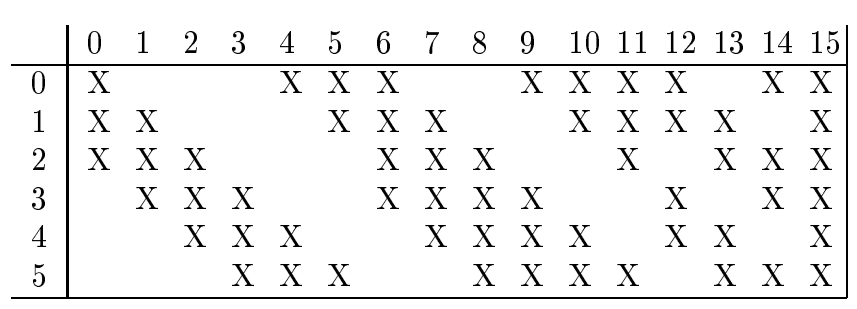 0 1 2 3 4 5 6 7 8 9 10 11 12 13 14 15
0 X X X X X X X X X X
1 X X X X X X X X X X
2 X X X X X X X X X X
3 X X X X X X X X X X
4 X X X X X X X X X X
5 X X X X X X X X X X